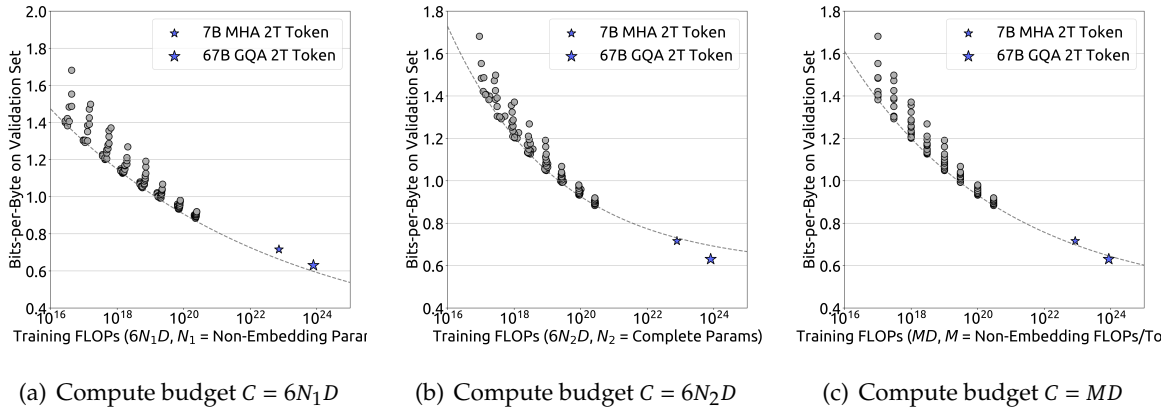 2.0
1.8
1.6
1.4
1.2
1.0
0.8
0.6
0.4
10^16
10^18
10^20
10^22
10^24
Bits-per-Byte on Validation Set
7B MHA 2T Token
67B GQA 2T Token
Training FLOPs (6N₁D, N₁ = Non-Embedding Paran
(a) Compute budget C = 6N₁D
1.8
1.6
1.4
1.2
1.0
0.8
0.6
0.4
10^16
10^18
10^20
10^22
10^24
Bits-per-Byte on Validation Set
7B MHA 2T Token
67B GQA 2T Token
Training FLOPs (6N₂D, N₂ = Complete Params)
(b) Compute budget C = 6N₂D
1.8
1.6
1.4
1.2
1.0
0.8
0.6
0.4
10^16
10^18
10^20
10^22
10^24
Bits-per-Byte on Validation Set
7B MHA 2T Token
67B GQA 2T Token
Training FLOPs (MD, M = Non-Embedding FLOPs/To
(c) Compute budget C = MD